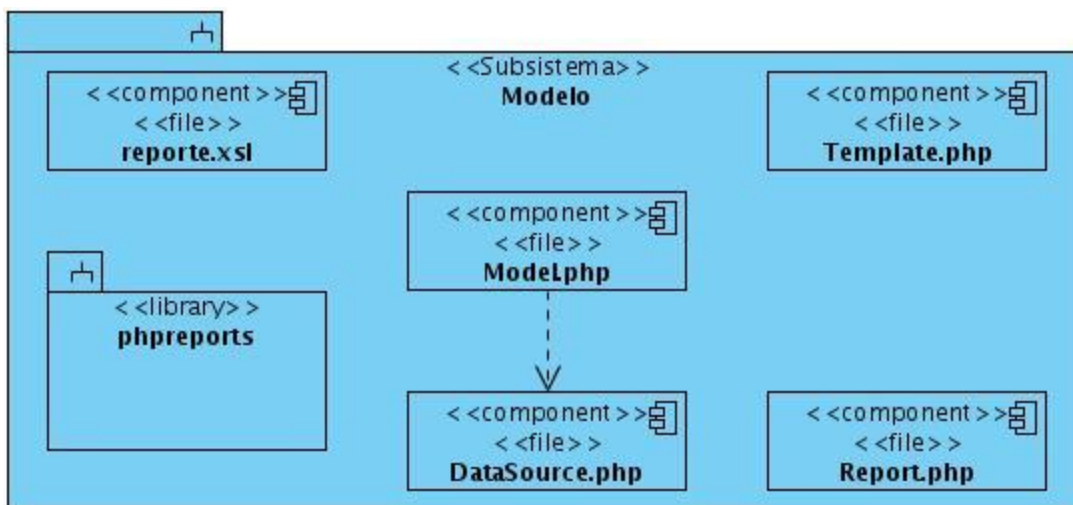 <<Subsistema>>
Modelo
<<component>>
<<file>>
reporte.xsl
<<component>>
<<file>>
Template.php
<<component>>
<<file>>
Model.php
<<library>>
phpreports
<<component>>
<<file>>
DataSource.php
<<component>>
<<file>>
Report.php